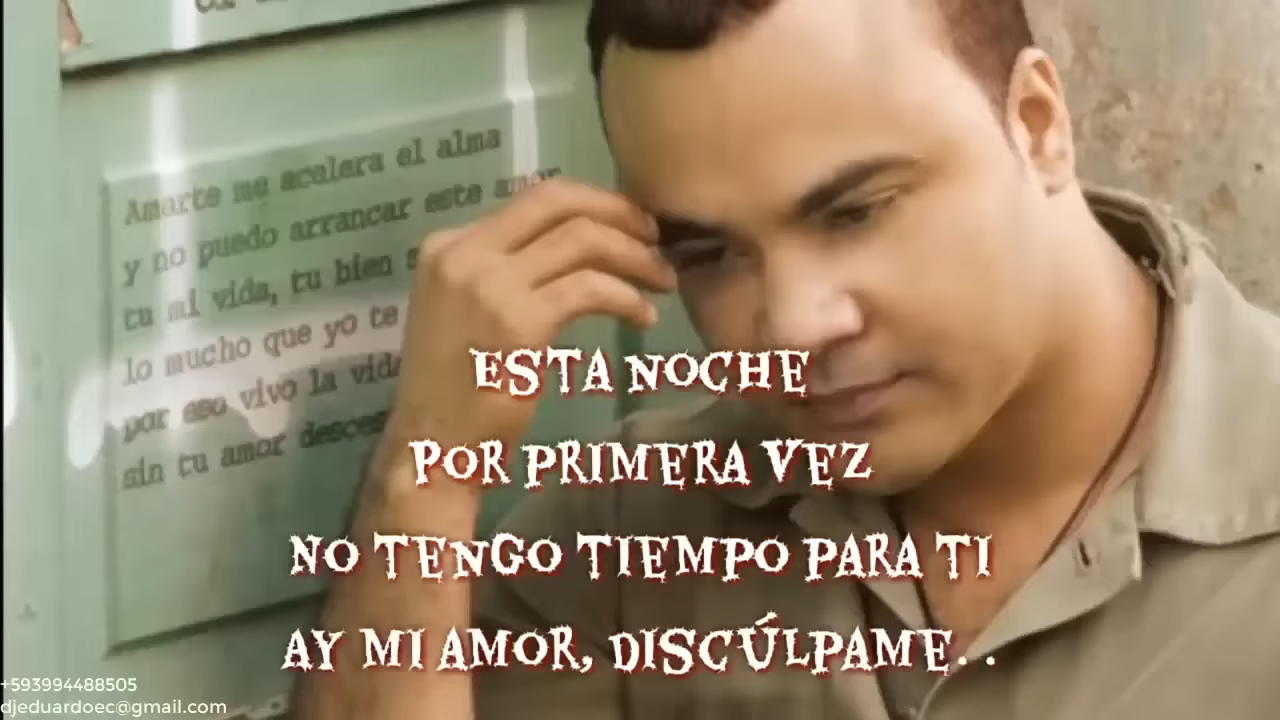 Amarte me acelera el alma
y no puedo arrancar este amor
tu mi vida, tu bien
lo mucho que yo te
por eso vivo la vida
sin tu amor
ESTA NOCHE
POR PRIMERA VEZ
NO TENGO TIEMPO PARA TI
AY MI AMOR, DISCÚLPAME. .
+593994488505
djeduardoec@gmail.com